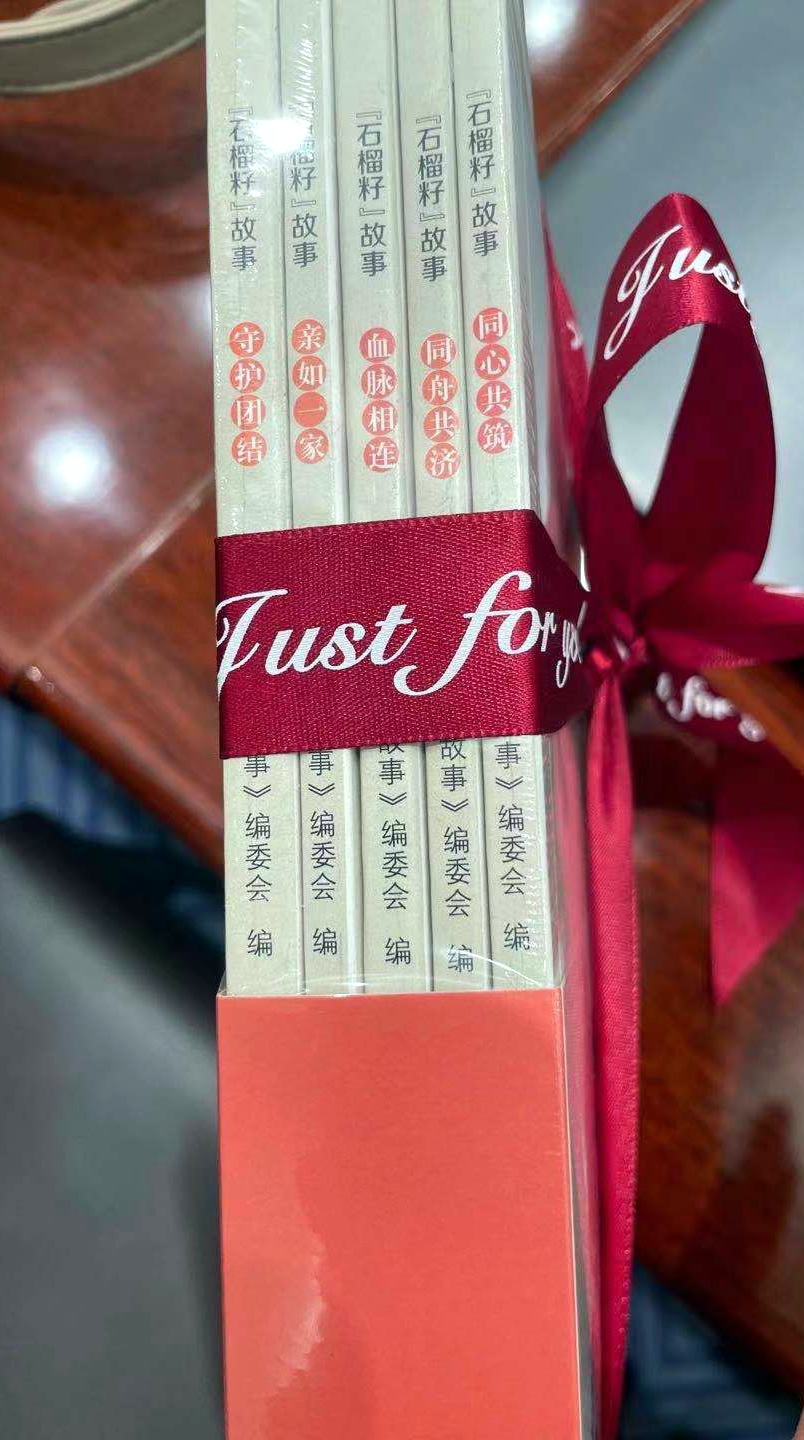 『石榴籽』故事
守护团结
事》编委会 编
榴籽』故事
亲如一家
事》编委会 编
『石榴籽』故事
血脉相连
故事》编委会 编
『石榴籽』故事
同舟共济
故事》编委会 编
『石榴籽』故事
同心共筑
事》编委会 编
Just for you
Just
for